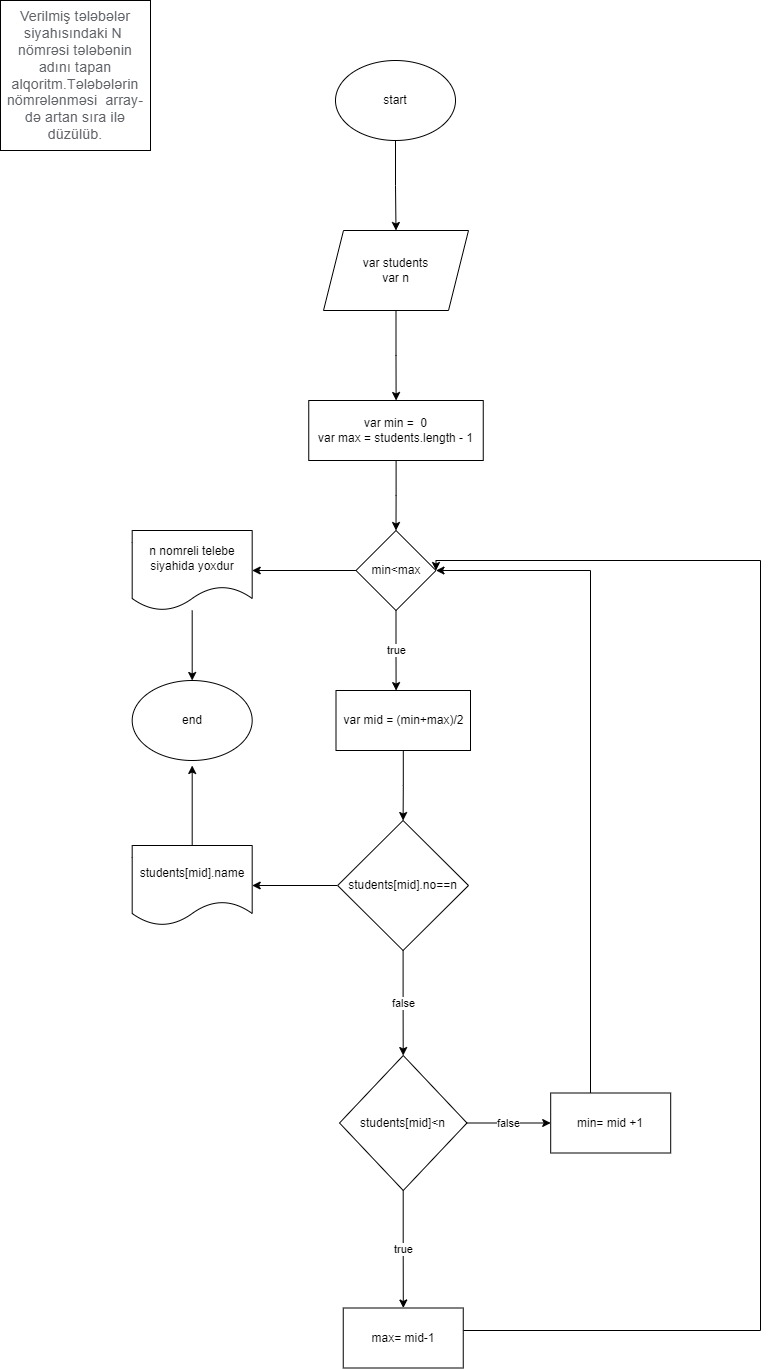 Verilmiş tələbələr
siyahısındaki N
nömrəsi tələbənin
adını tapan
alqoritm.Tələbələrin
nömrələnməsi array-
də artan sıra ilə
düzülüb.
start
var students
var n
var min = 0
var max = students.length - 1
n nomreli telebe
siyahida yoxdur
min<max
true
end
var mid = (min+max)/2
students[mid].name
students[mid].no==n
false
students[mid]<n
false
min= mid +1
true
max= mid-1